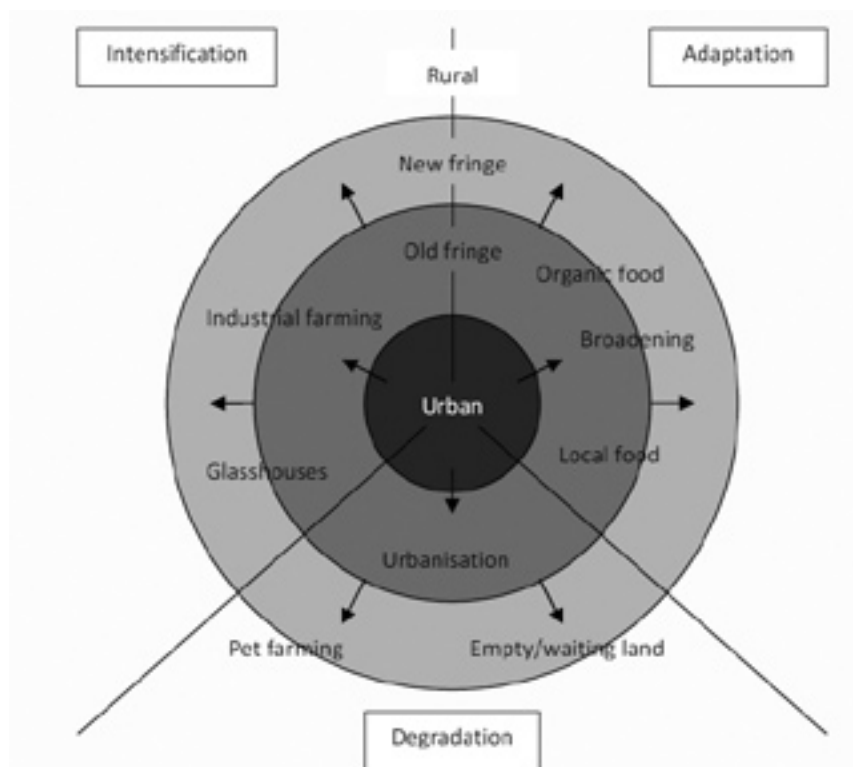 Intensification
Adaptation
Rural
New fringe
Old fringe
Organic food
Industrial farming
Broadening
Urban
Local food
Glasshouses
Urbanisation
Pet farming
Empty/waiting land
Degradation